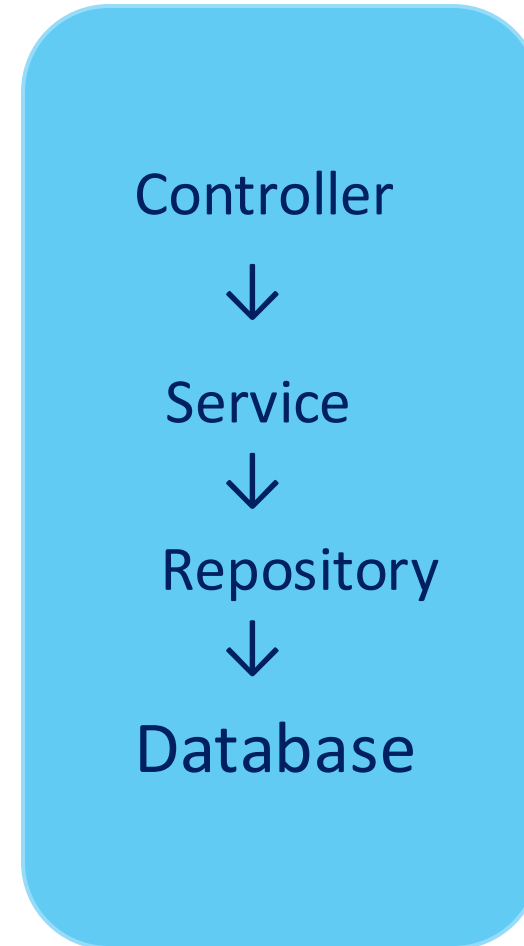 Controller
↓
Service
↓
Repository
↓
Database